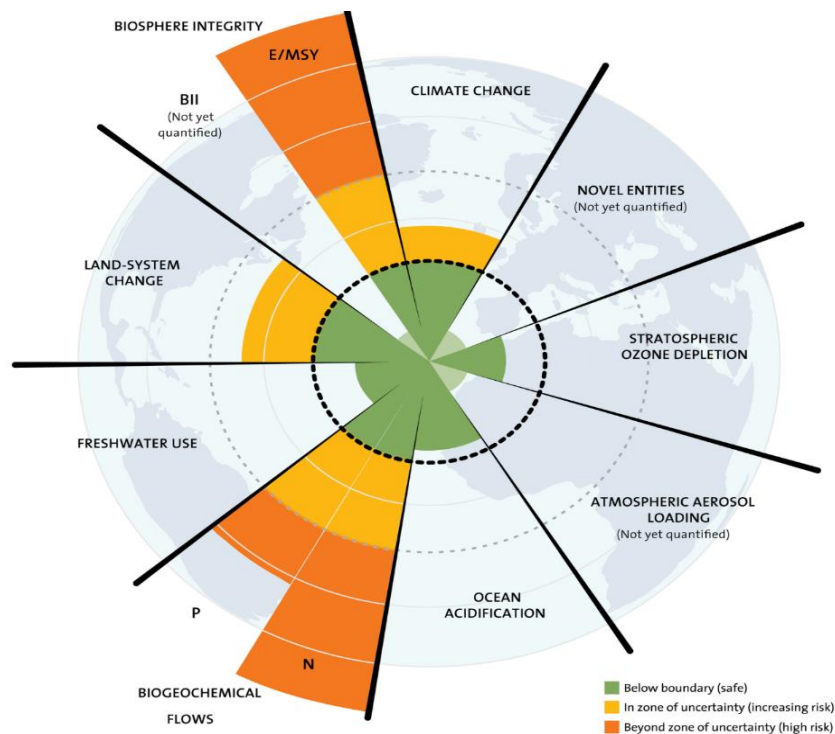 BIOSPHERE INTEGRITY
E/MSY
BII
(Not yet
quantified)
CLIMATE CHANGE
NOVEL ENTITIES
(Not yet quantified)
LAND-SYSTEM
CHANGE
STRATOSPHERIC
OZONE DEPLETION
FRESHWATER USE
ATMOSPHERIC AEROSOL
LOADING
(Not yet quantified)
OCEAN
ACIDIFICATION
P
N
BIOGEOCHEMICAL
FLOWS
Below boundary (safe)
In zone of uncertainty (increasing risk)
Beyond zone of uncertainty (high risk)